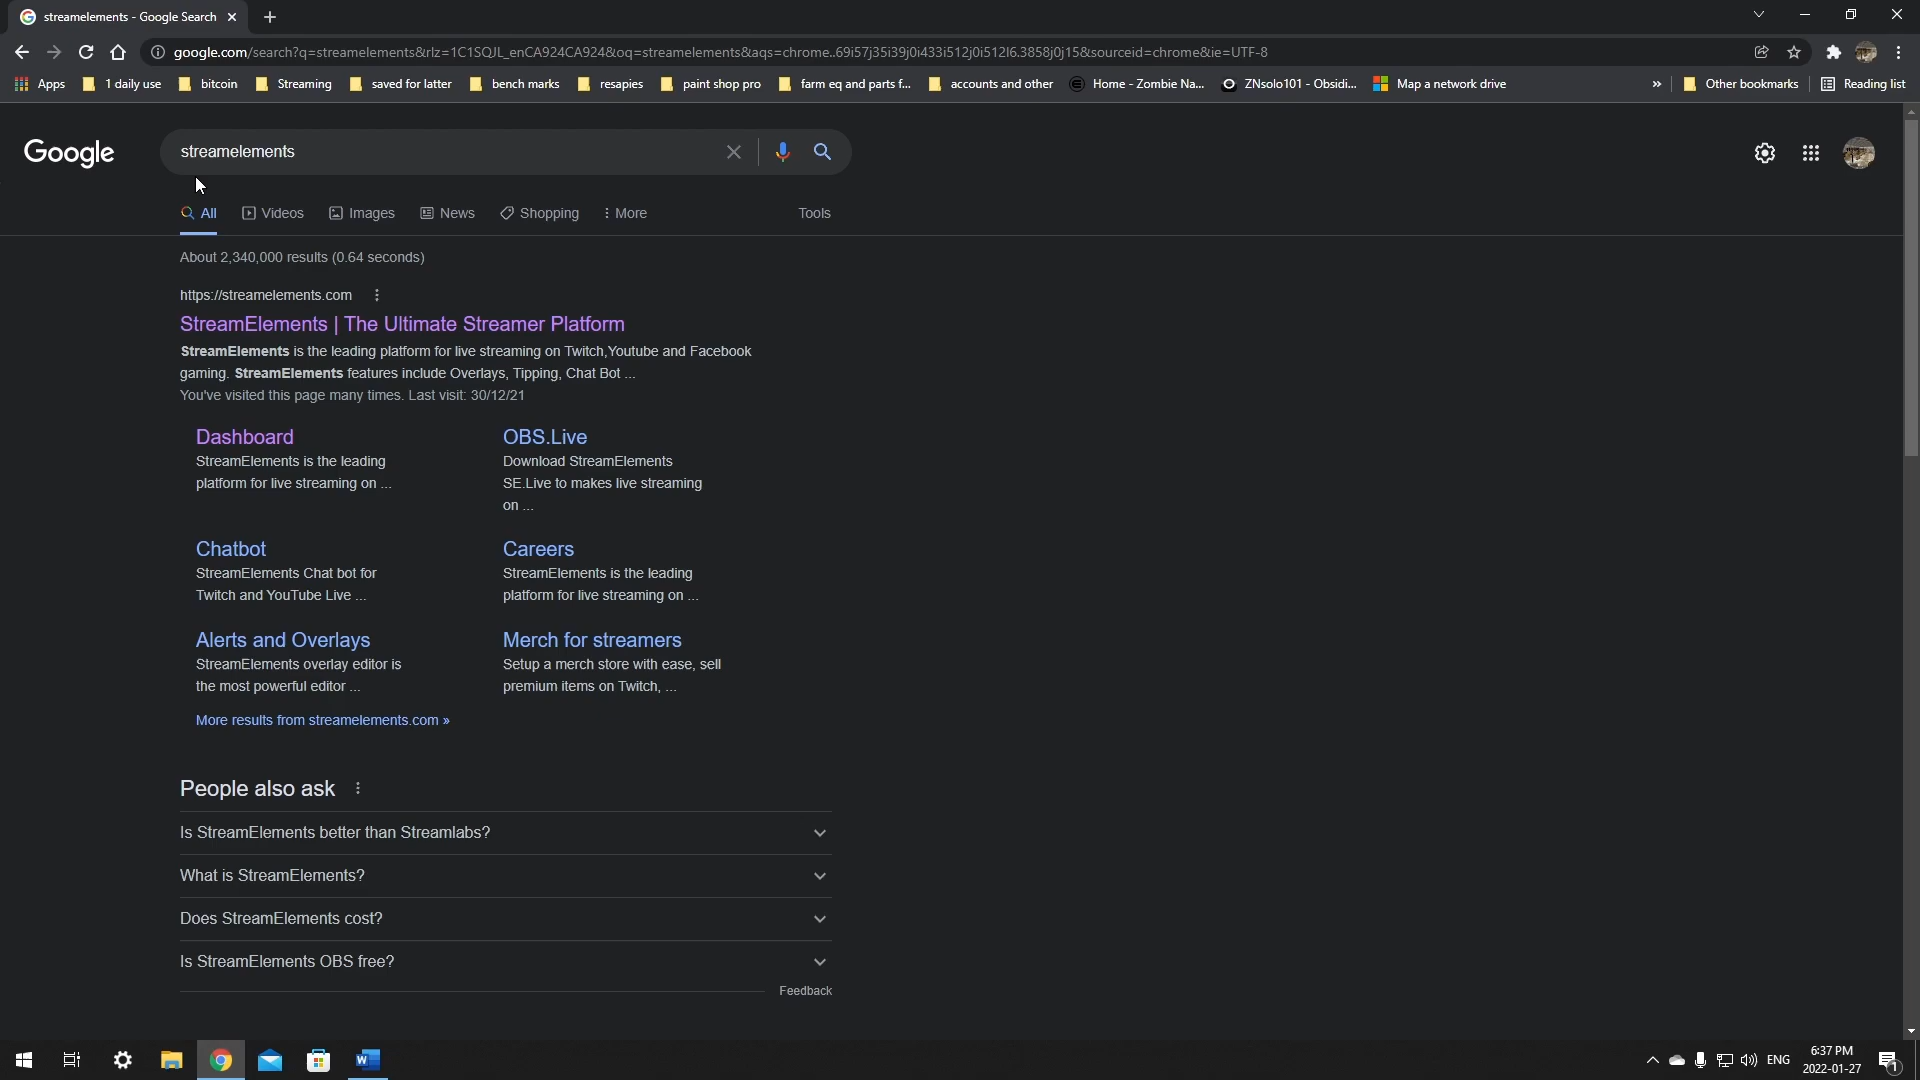 streamelements - Google Search
google.com/search?q=streamelements&rlz=1C1SQJL_enCA924CA924&oq=streamelements&aqs=chrome..69i57j35i39j0i433i512j0i512l6.3858j0j15&sourceid=chrome&ie=UTF-8
Apps 1 daily use bitcoin Streaming saved for latter bench marks resapies paint shop pro farm eq and parts f... accounts and other Home - Zombie Na... ZNsolo101 - Obsidi... Map a network drive » Other bookmarks Reading list
Google
streamelements
All Videos Images News Shopping More Tools
About 2,340,000 results (0.64 seconds)
https://streamelements.com
StreamElements | The Ultimate Streamer Platform
StreamElements is the leading platform for live streaming on Twitch,Youtube and Facebook
gaming. StreamElements features include Overlays, Tipping, Chat Bot ...
You've visited this page many times. Last visit: 30/12/21
Dashboard
StreamElements is the leading
platform for live streaming on ...
OBS.Live
Download StreamElements
SE.Live to makes live streaming
on ...
Chatbot
StreamElements Chat bot for
Twitch and YouTube Live ...
Careers
StreamElements is the leading
platform for live streaming on ...
Alerts and Overlays
StreamElements overlay editor is
the most powerful editor ...
Merch for streamers
Setup a merch store with ease, sell
premium items on Twitch, ...
More results from streamelements.com »
People also ask
Is StreamElements better than Streamlabs?
What is StreamElements?
Does StreamElements cost?
Is StreamElements OBS free?
Feedback
ENG
6:37 PM
2022-01-27
1